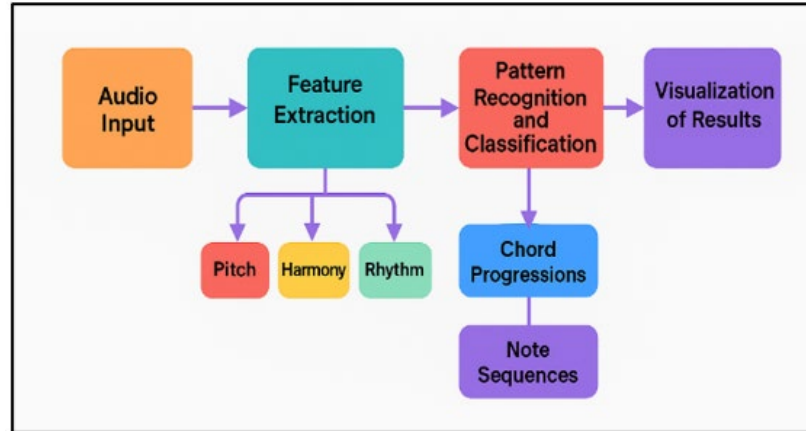 Audio
Input
Feature
Extraction
Pattern
Recognition
and
Classification
Visualization
of Results
Pitch
Harmony
Rhythm
Chord
Progressions
Note
Sequences